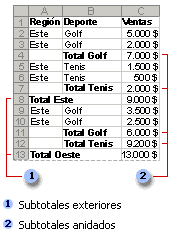 A B C
1 Región Deporte Ventas
2 Este Golf 5.000 $
3 Este Golf 2.000 $
4 Total Golf 7.000 $
5 Este Tenis 1.500 $
6 Este Tenis 500 $
7 Total Tenis 2.000 $
8 Total Este 9.000 $
9 Este Golf 3.500 $
10 Este Golf 2.500 $
11 Total Golf 6.000 $
12 Total Tenis 9.200 $
13 Total Oeste 13.000 $
1 2
1 Subtotales exteriores
2 Subtotales anidados